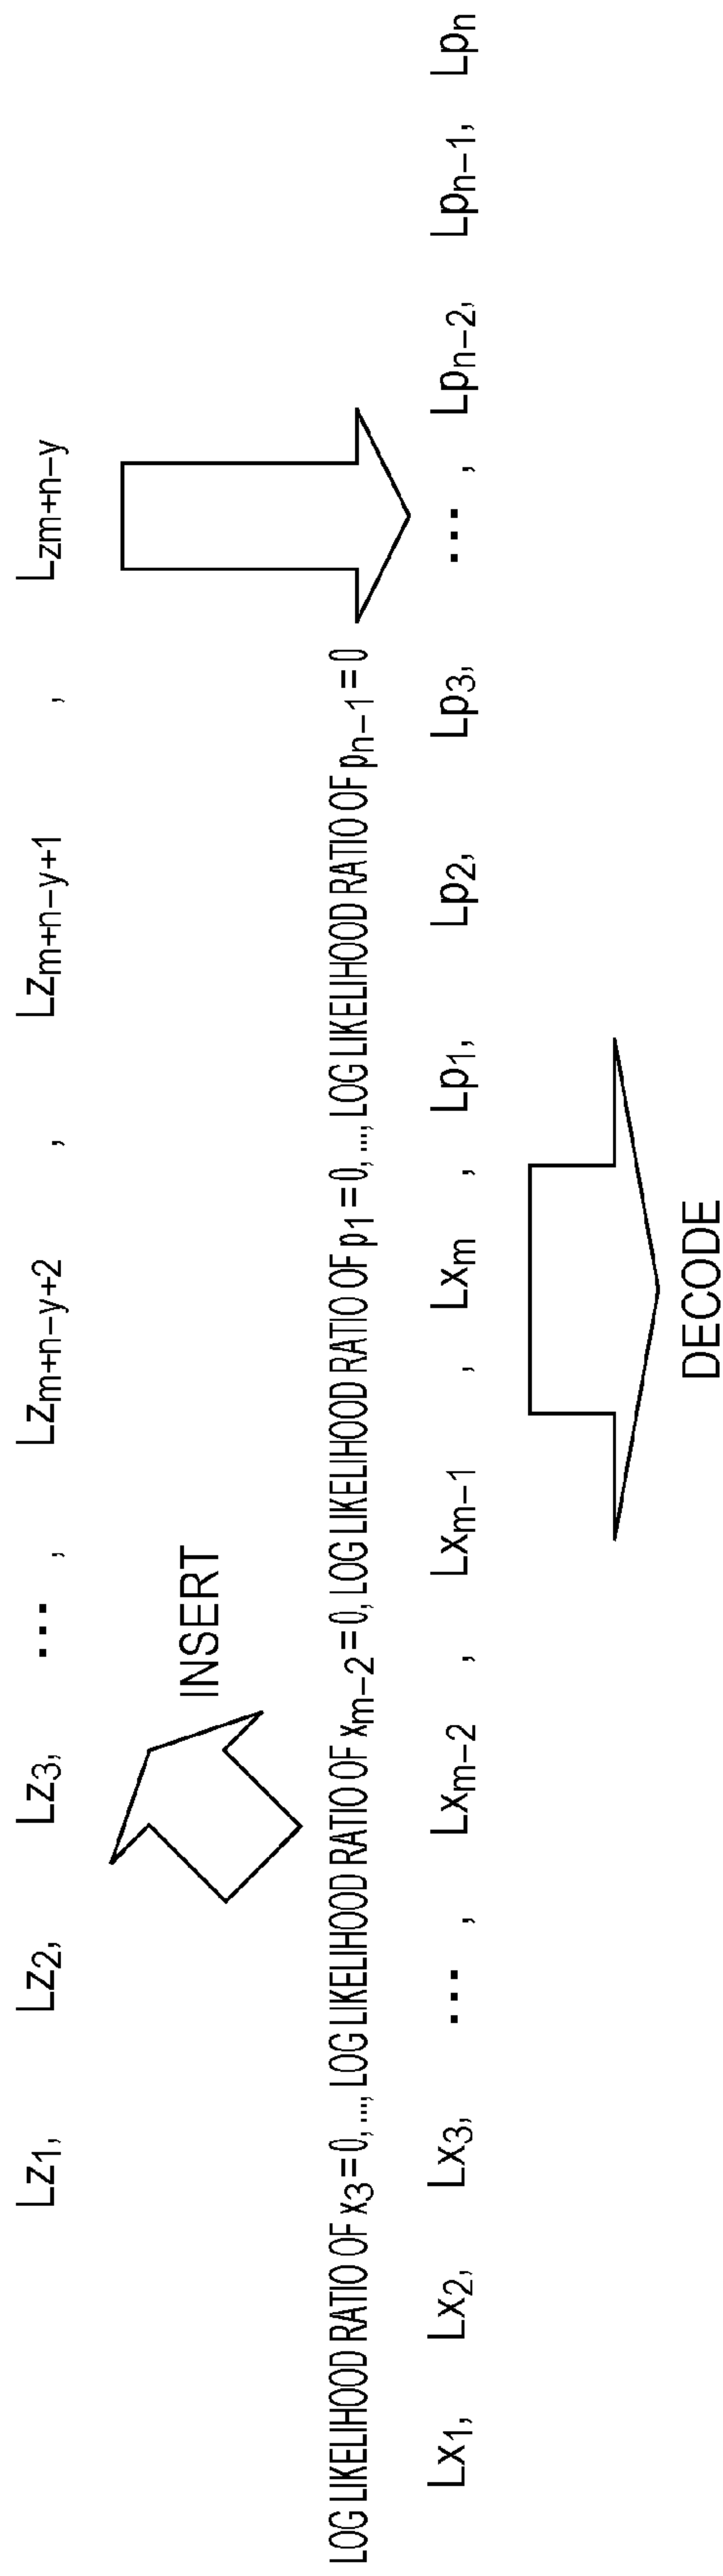 Lz1, Lz2, Lz3, ... , Lzm+n−y+2 , Lzm+n−y+1 , Lzm+n−y
INSERT
LOG LIKELIHOOD RATIO OF x3 = 0, ..., LOG LIKELIHOOD RATIO OF xm−2 = 0, LOG LIKELIHOOD RATIO OF p1 = 0, ..., LOG LIKELIHOOD RATIO OF pn−1 = 0
Lx1, Lx2, Lx3, ... , Lxm−2 , Lxm−1 , Lxm , Lp1, Lp2, Lp3, ... , Lpn−2, Lpn−1, Lpn
DECODE